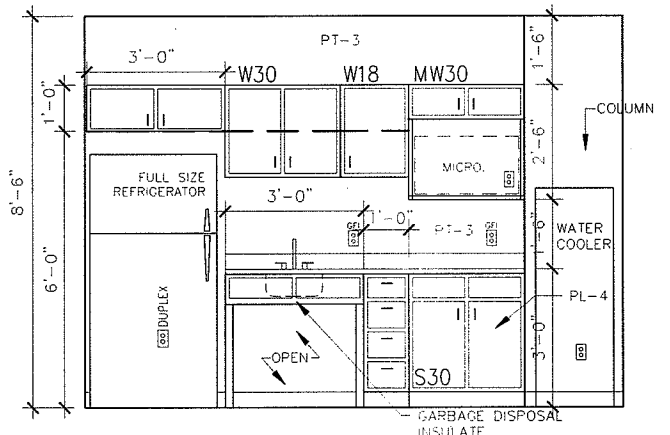 PT-3
3'-0"
W30
W18
MW30
1'-6"
1'-0"
COLUMN
2'-6"
8'-6"
FULL SIZE
REFRIGERATOR
MICRO.
3'-0"
1'-0"
GFI
PT-3
GFI
1'-6"
WATER
COOLER
6'-0"
DUPLEX
PL-4
OPEN
3'-0"
S30
GARBAGE DISPOSAL
INSULATE